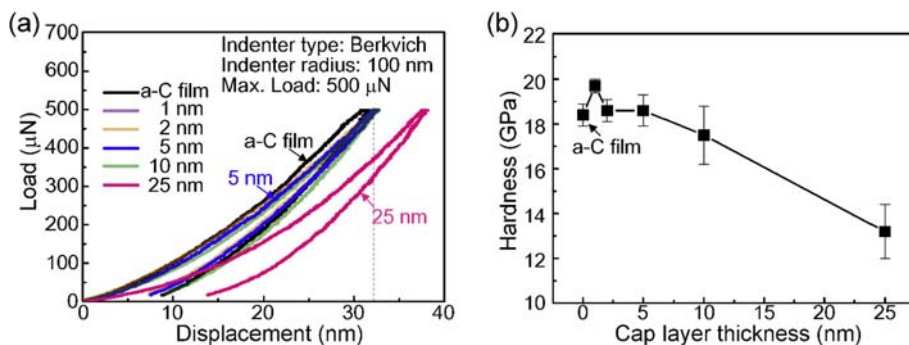 (a)
700
600
500
400
300
200
100
0
Load (μN)
Indenter type: Berkvich
Indenter radius: 100 nm
Max. Load: 500 μN
a-C film
1 nm
2 nm
5 nm
10 nm
25 nm
a-C film
5 nm
25 nm
0 10 20 30 40
Displacement (nm)
(b)
24
22
20
18
16
14
12
10
Hardness (GPa)
a-C film
0 5 10 15 20 25
Cap layer thickness (nm)